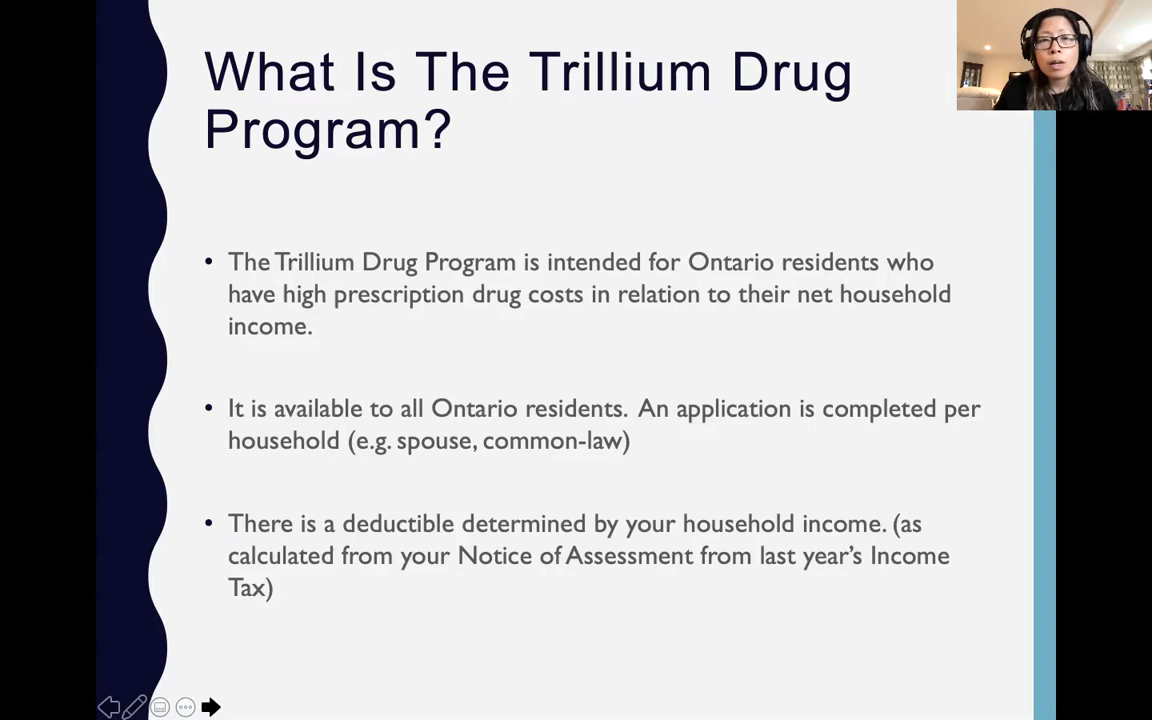 What Is The Trillium Drug
Program?
• The Trillium Drug Program is intended for Ontario residents who
have high prescription drug costs in relation to their net household
income.
• It is available to all Ontario residents. An application is completed per
household (e.g. spouse, common-law)
• There is a deductible determined by your household income. (as
calculated from your Notice of Assessment from last year’s Income
Tax)